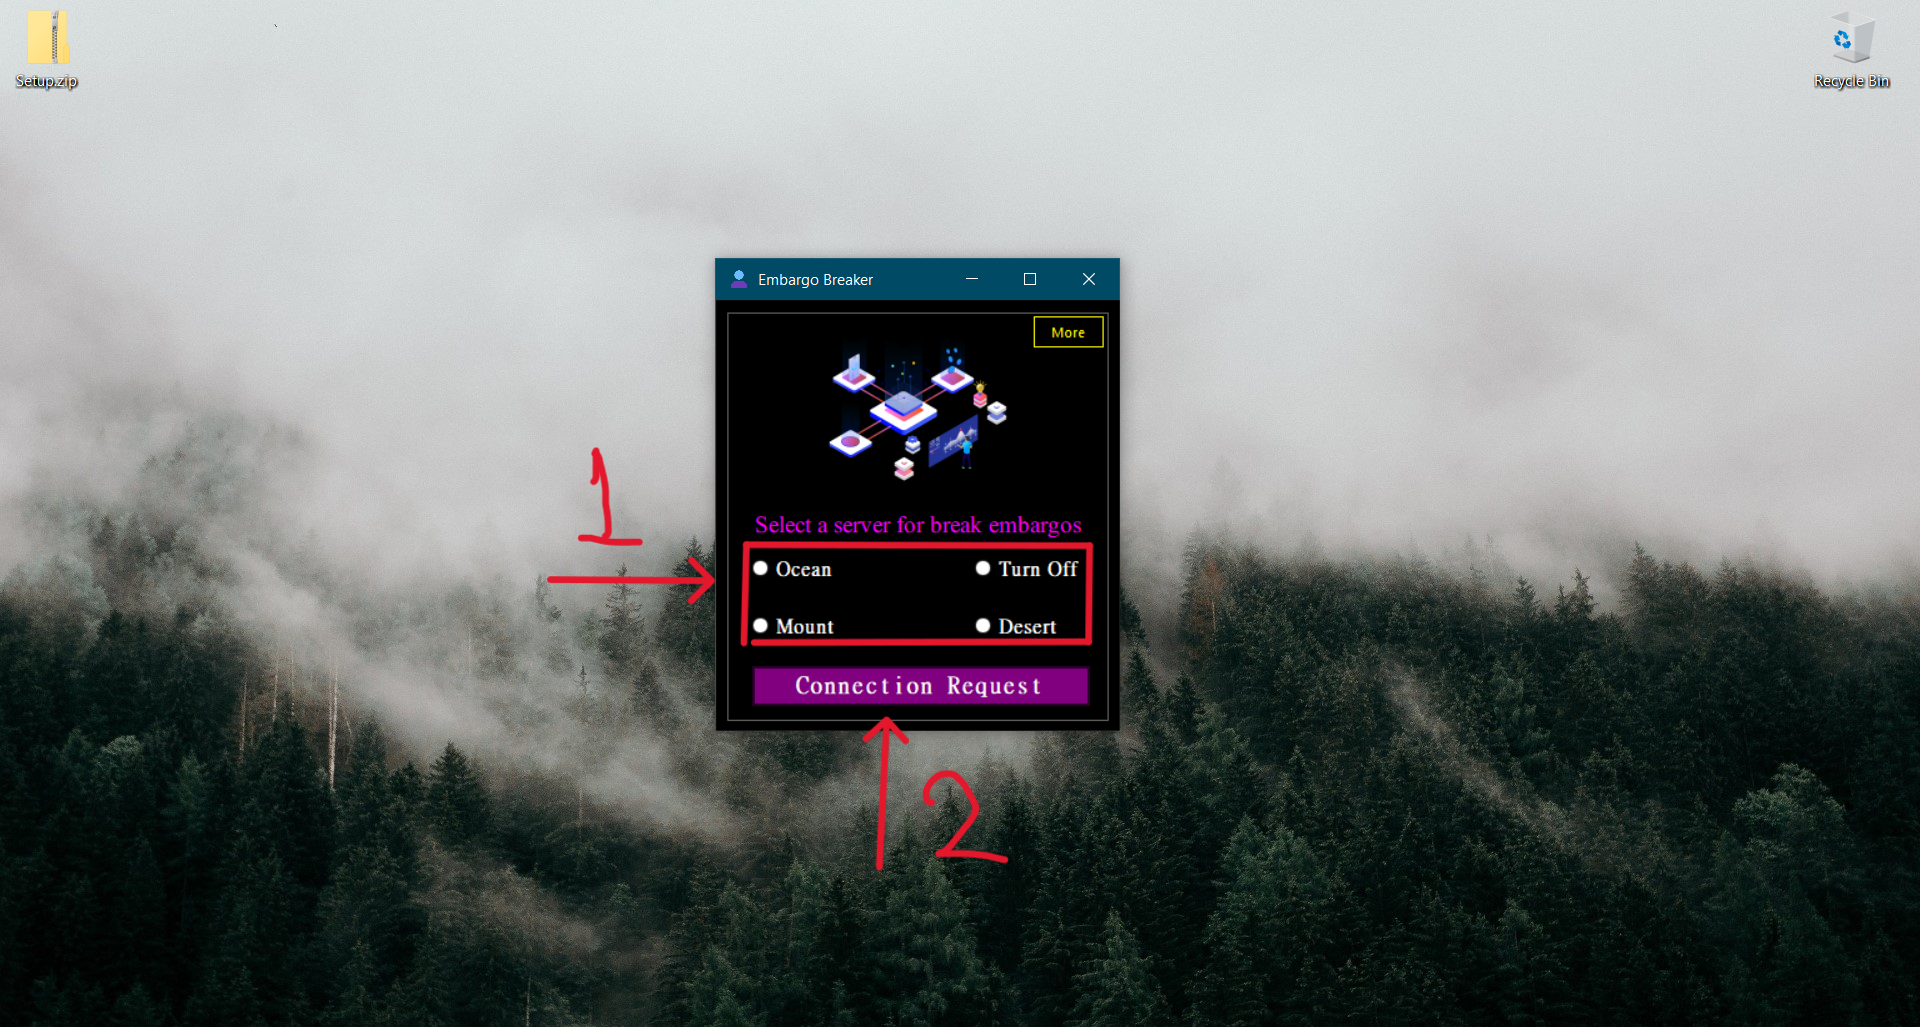 Setup.zip
Recycle Bin
Embargo Breaker
More
1
Select a server for break embargos
Ocean
Turn Off
Mount
Desert
Connection Request
2